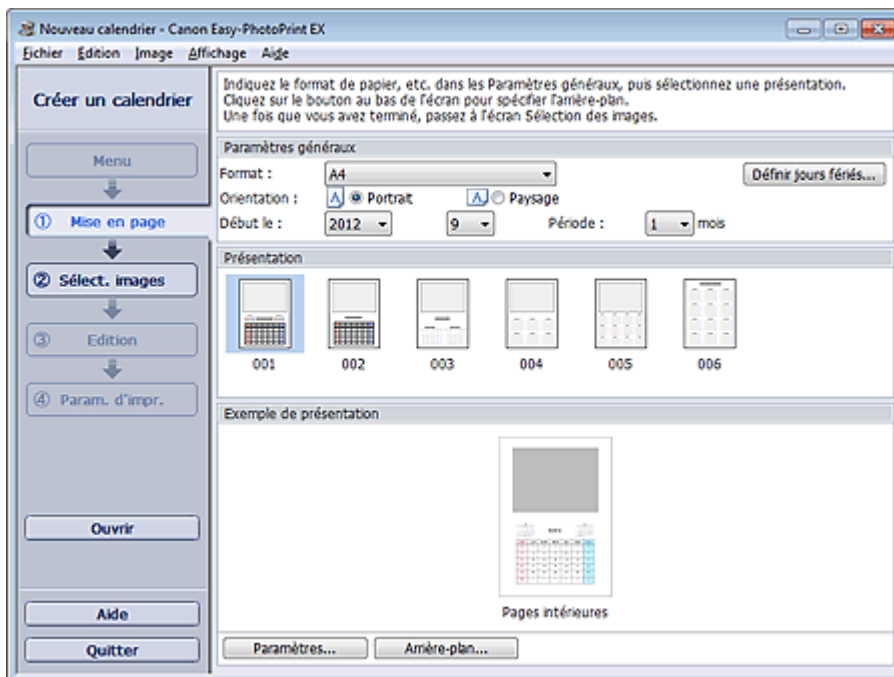 Nouveau calendrier - Canon Easy-PhotoPrint EX
Fichier Edition Image Affichage Aide
Créer un calendrier
Menu
① Mise en page
② Sélect. images
③ Edition
④ Param. d'impr.
Ouvrir
Aide
Quitter
Indiquez le format de papier, etc. dans les Paramètres généraux, puis sélectionnez une présentation.
Cliquez sur le bouton au bas de l'écran pour spécifier l'arrière-plan.
Une fois que vous avez terminé, passez à l'écran Sélection des images.
Paramètres généraux
Format : A4 Définir jours fériés...
Orientation : A Portrait A Paysage
Début le : 2012 9 Période : 1 mois
Présentation
001 002 003 004 005 006
Exemple de présentation
Pages intérieures
Paramètres... Arrière-plan...